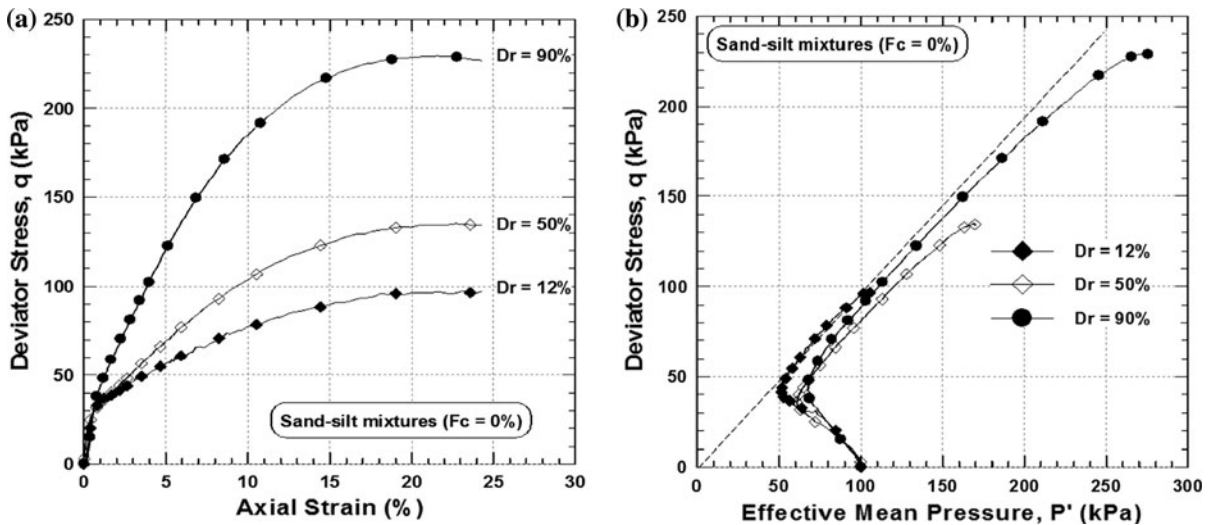 (a)
250
200
150
100
50
0
Deviator Stress, q (kPa)
Dr = 90%
Dr = 50%
Dr = 12%
Sand-silt mixtures (Fc = 0%)
0 5 10 15 20 25 30
Axial Strain (%)
(b)
250
200
150
100
50
0
Deviator Stress, q (kPa)
Sand-silt mixtures (Fc = 0%)
Dr = 12%
Dr = 50%
Dr = 90%
0 50 100 150 200 250 300
Effective Mean Pressure, P' (kPa)